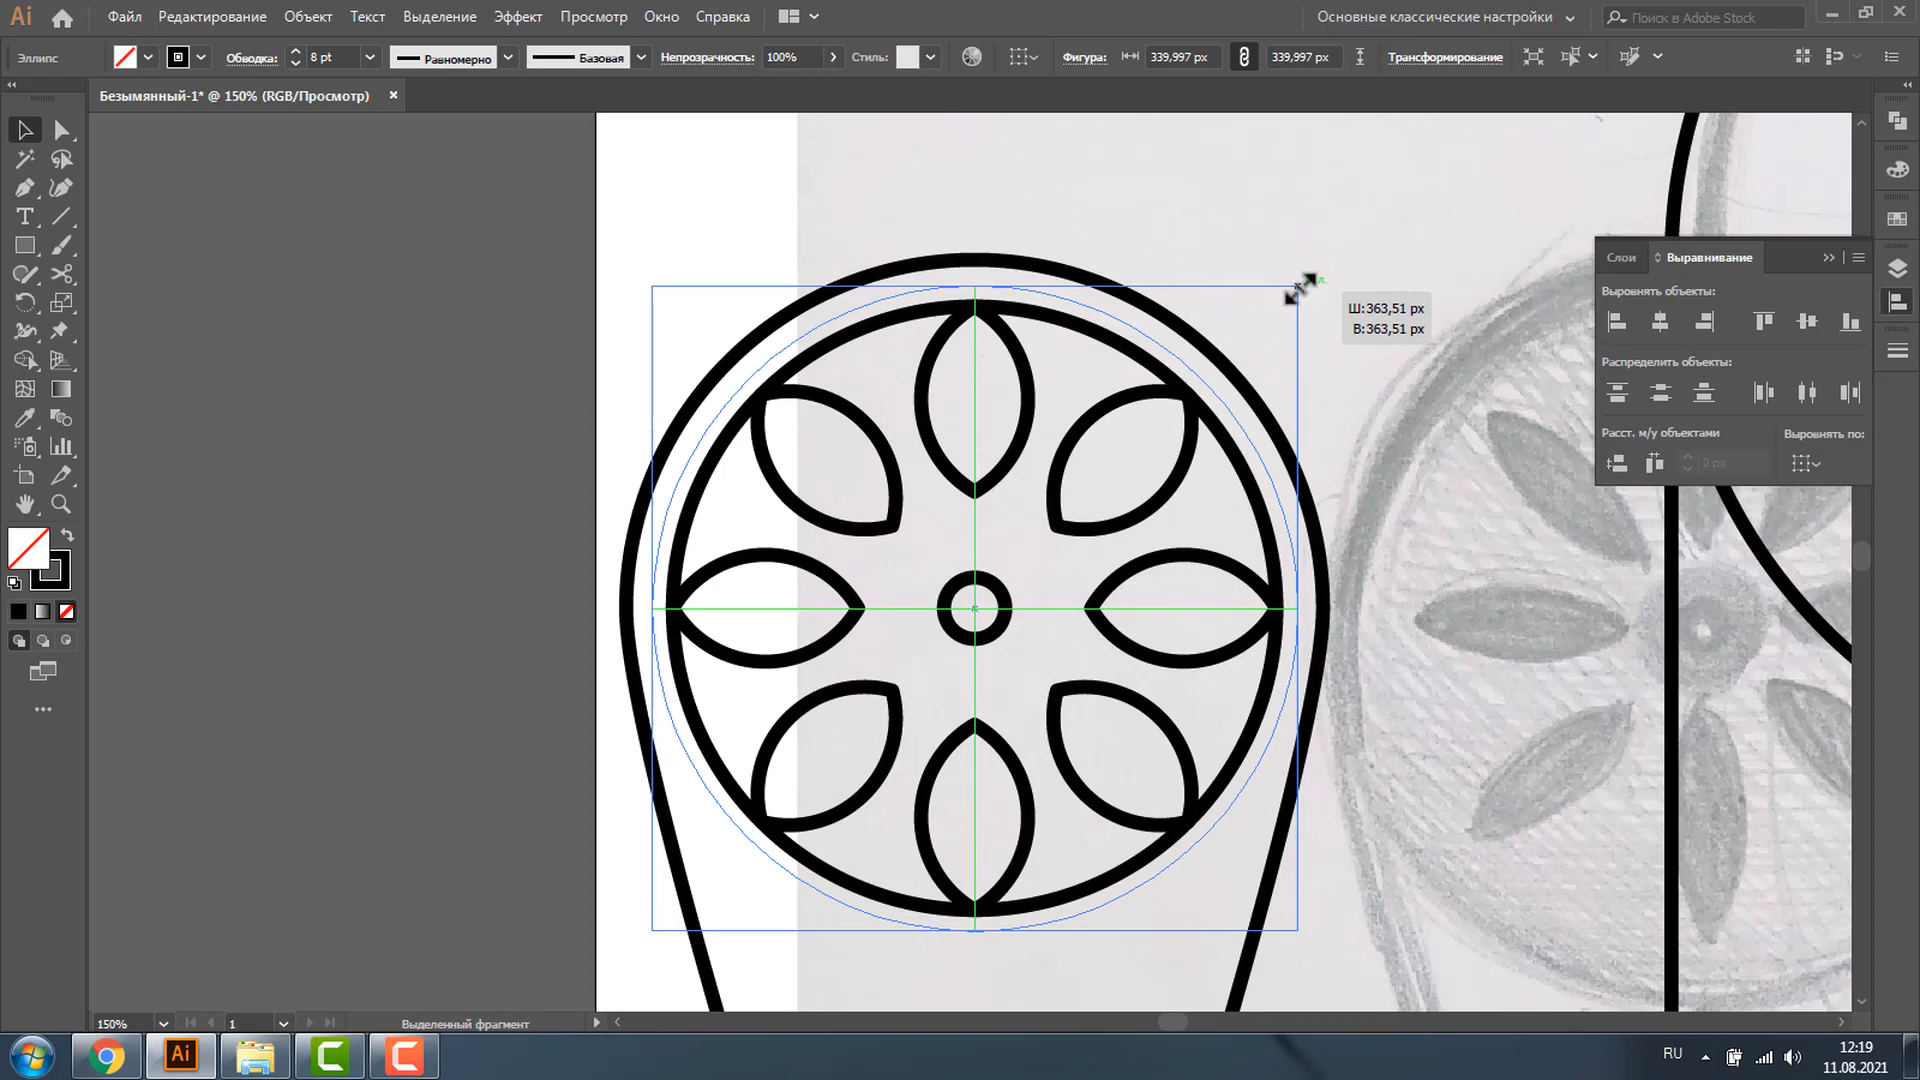 Ai Файл Редактирование Объект Текст Выделение Эффект Просмотр Окно Справка Основные классические настройки Поиск в Adobe Stock
Эллипс Обводка: 8 pt Равномерно Базовая Непрозрачность: 100% Стиль: Фигура: 339,997 px 339,997 px Трансформирование
Безымянный-1* @ 150% (RGB/Просмотр)
Ш:363,51 px
В:363,51 px
Слои Выравнивание
Выровнять объекты:
Распределить объекты:
Расст. м/у объектами Выровнять по:
0 px
150% 1 Выделенный фрагмент
Ai RU 12:19
11.08.2021